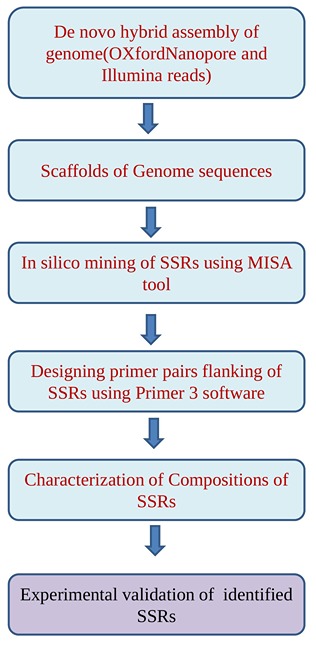 De novo hybrid assembly of
genome(OXfordNanopore and
Illumina reads)
Scaffolds of Genome sequences
In silico mining of SSRs using MISA
tool
Designing primer pairs flanking of
SSRs using Primer 3 software
Characterization of Compositions of
SSRs
Experimental validation of identified
SSRs